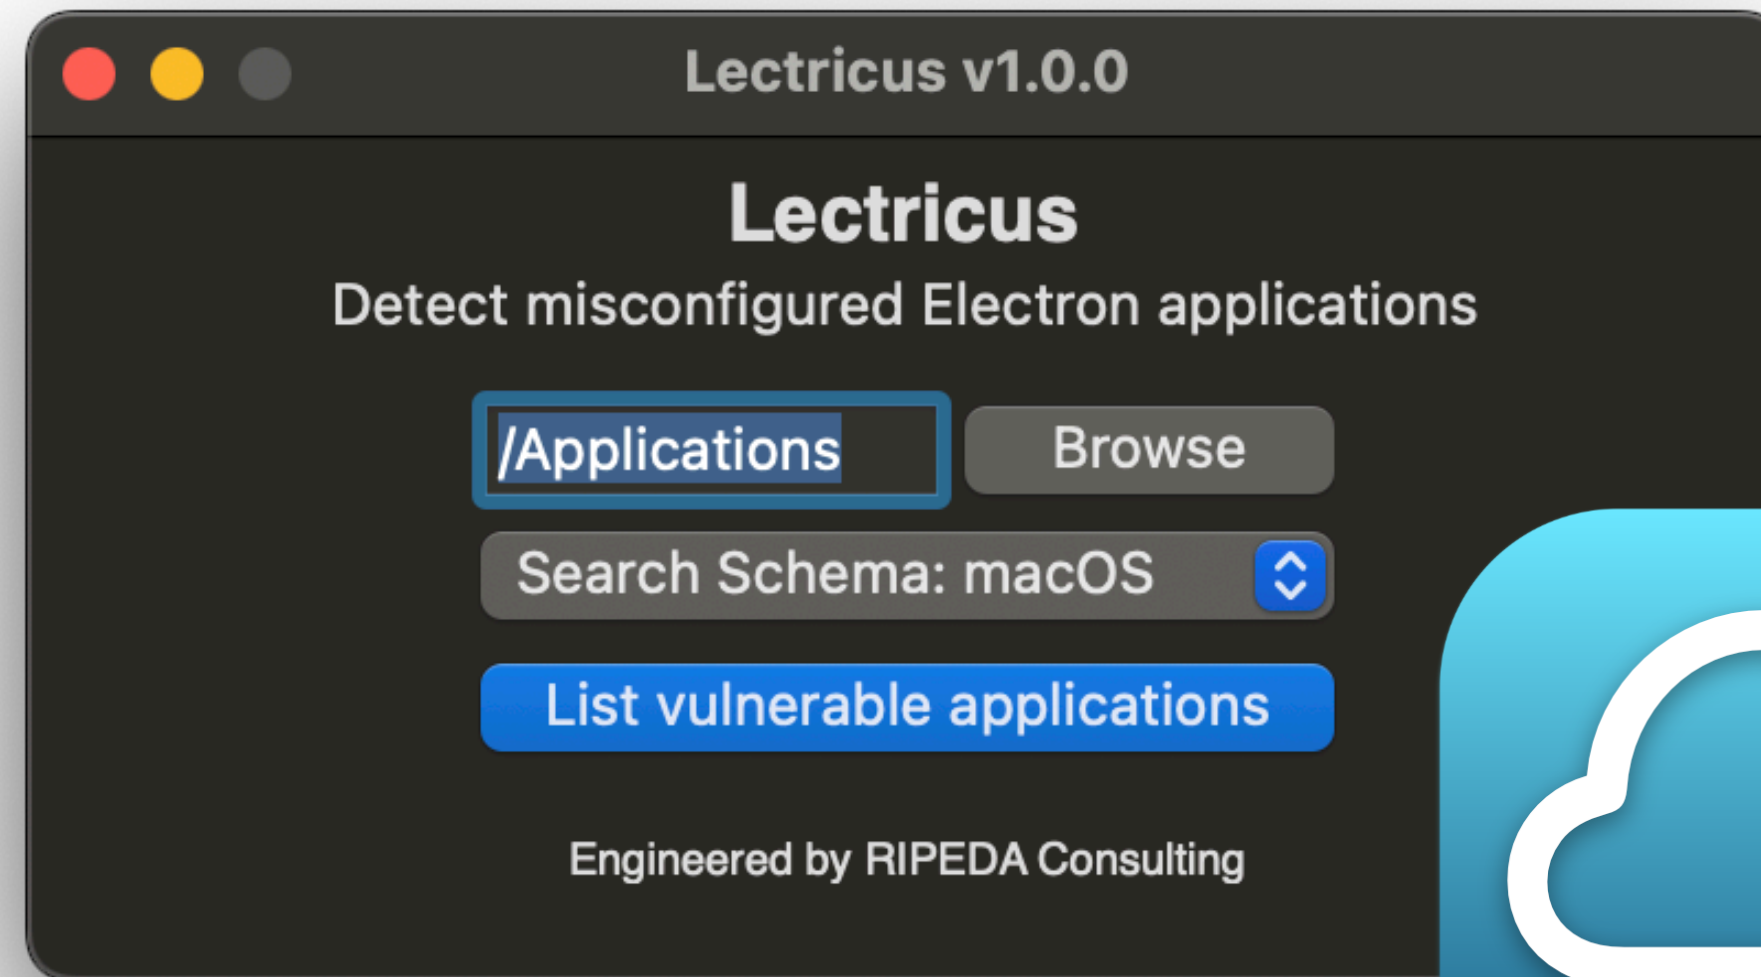 Lectricus v1.0.0
Lectricus
Detect misconfigured Electron applications
/Applications Browse
Search Schema: macOS
List vulnerable applications
Engineered by RIPEDA Consulting